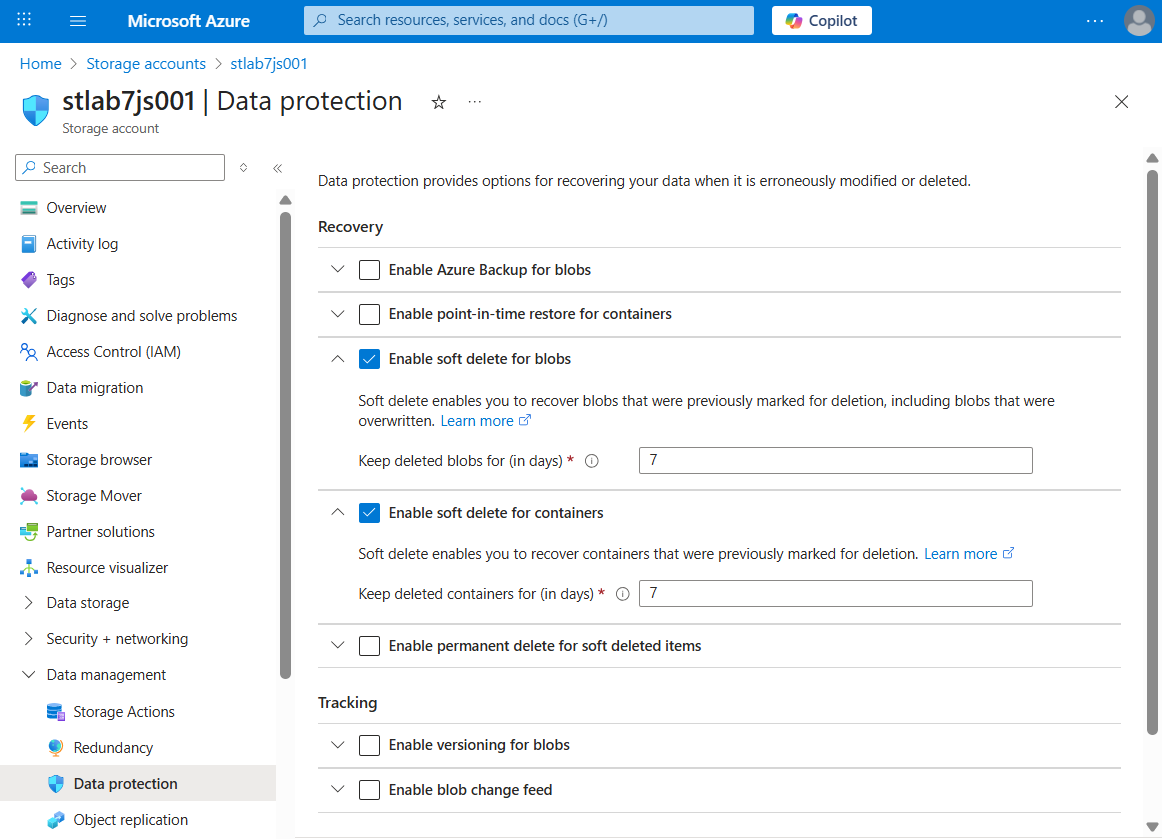 Microsoft Azure
Search resources, services, and docs (G+/)
Copilot
Home > Storage accounts > stlab7js001
stlab7js001 | Data protection
Storage account
Search
Overview
Activity log
Tags
Diagnose and solve problems
Access Control (IAM)
Data migration
Events
Storage browser
Storage Mover
Partner solutions
Resource visualizer
Data storage
Security + networking
Data management
Storage Actions
Redundancy
Data protection
Object replication
Data protection provides options for recovering your data when it is erroneously modified or deleted.
Recovery
Enable Azure Backup for blobs
Enable point-in-time restore for containers
Enable soft delete for blobs
Soft delete enables you to recover blobs that were previously marked for deletion, including blobs that were
overwritten. Learn more
Keep deleted blobs for (in days) * 7
Enable soft delete for containers
Soft delete enables you to recover containers that were previously marked for deletion. Learn more
Keep deleted containers for (in days) * 7
Enable permanent delete for soft deleted items
Tracking
Enable versioning for blobs
Enable blob change feed